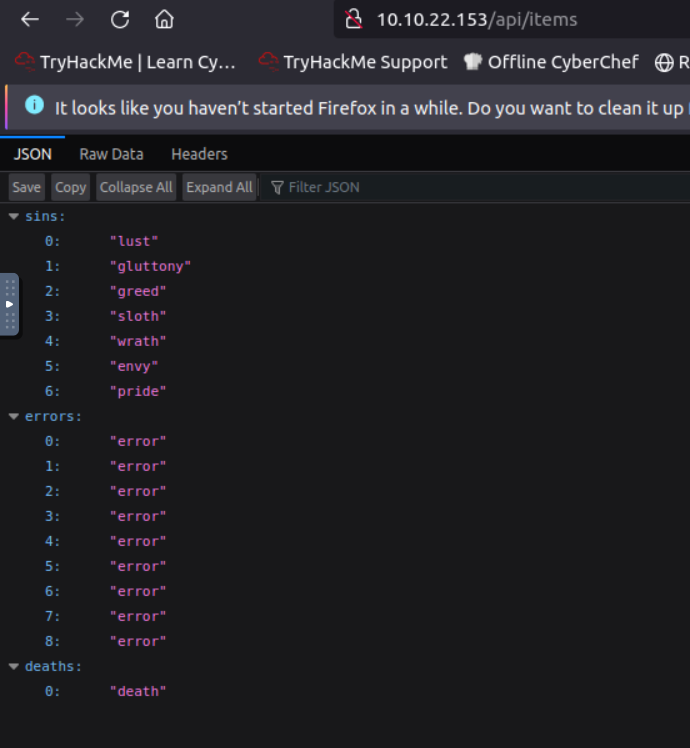 10.10.22.153/api/items
TryHackMe | Learn Cy... TryHackMe Support Offline CyberChef R
It looks like you haven't started Firefox in a while. Do you want to clean it up
JSON Raw Data Headers
Save Copy Collapse All Expand All Filter JSON
sins:
0: "lust"
1: "gluttony"
2: "greed"
3: "sloth"
4: "wrath"
5: "envy"
6: "pride"
errors:
0: "error"
1: "error"
2: "error"
3: "error"
4: "error"
5: "error"
6: "error"
7: "error"
8: "error"
deaths:
0: "death"